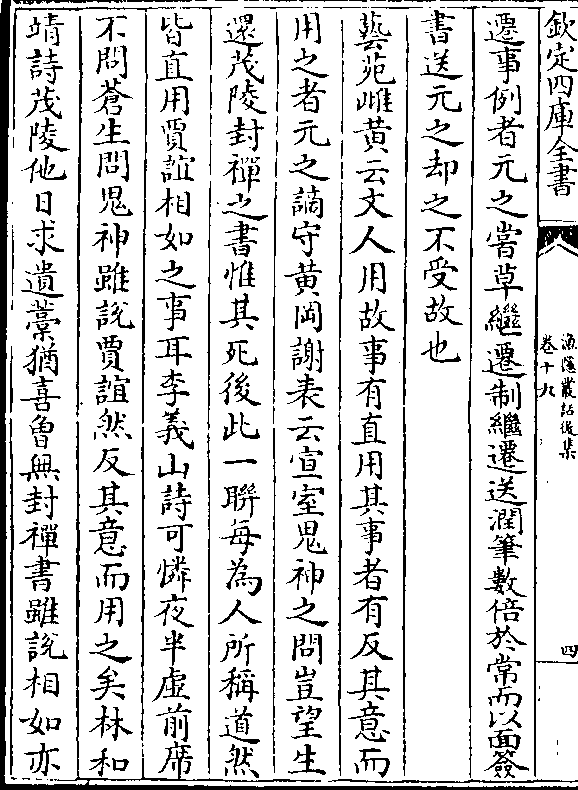 欽定四庫全書
漁隱叢話後集
卷十九
四
遷事例者元之嘗草繼遷制繼遷送潤筆數倍於常而以面簽
書送元之却之不受故也
藝苑雌黃云文人用故事有直用其事者有反其意而
用之者元之謫守黃岡謝表云宣室鬼神之問豈望生
還茂陵封禪之書惟其死後此一聯每為人所稱道然
皆直用賈誼相如之事耳李義山詩可憐夜半虛前席
不問蒼生問鬼神雖說賈誼然反其意而用之矣林和
靖詩茂陵他日求遺藁猶喜曾無封禪書雖說相如亦